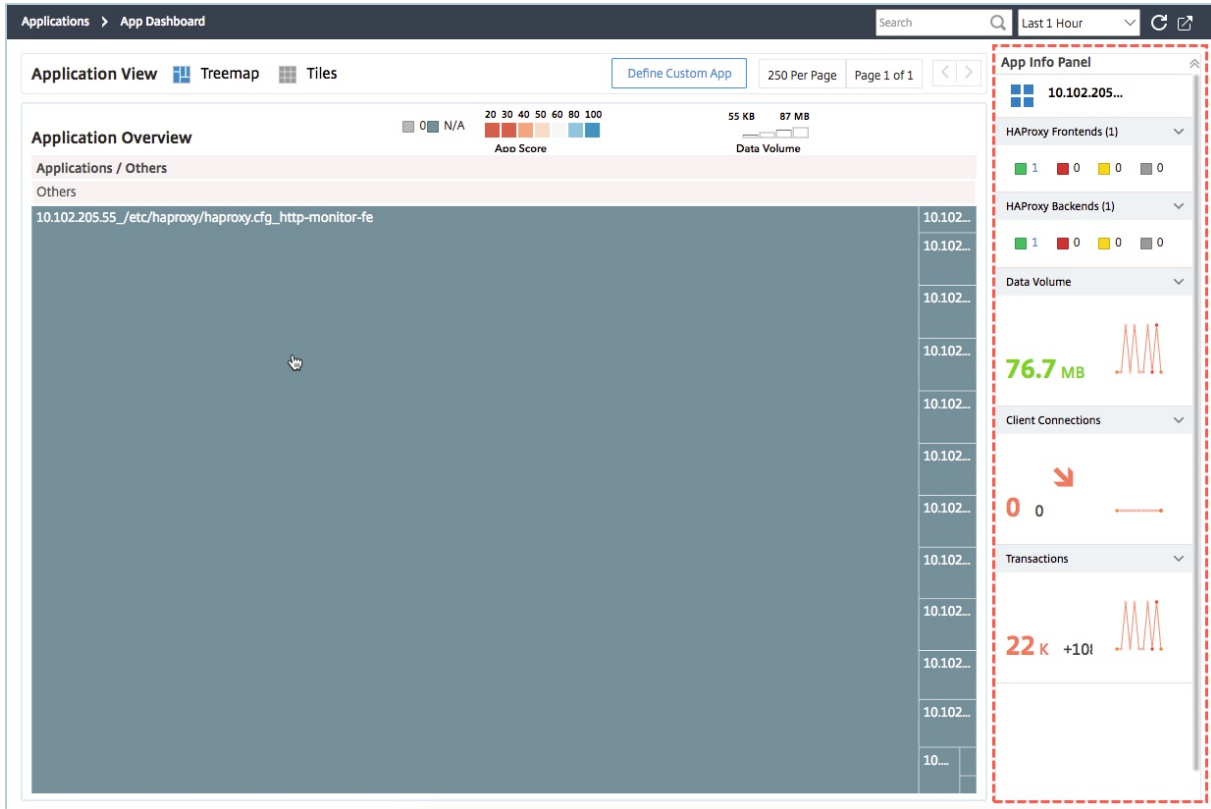 Applications > App Dashboard
Search
Last 1 Hour
Application View Treemap Tiles
Define Custom App
250 Per Page Page 1 of 1
Application Overview
0 N/A
20 30 40 50 60 80 100
App Score
55 KB 87 MB
Data Volume
Applications / Others
Others
10.102.205.55_/etc/haproxy/haproxy.cfg_http-monitor-fe
10.102...
10.102...
10.102...
10.102...
10.102...
10.102...
10.102...
10.102...
10.102...
10.102...
10.102...
10....
App Info Panel
10.102.205...
HAProxy Frontends (1)
1 0 0 0
HAProxy Backends (1)
1 0 0 0
Data Volume
76.7 MB
Client Connections
0 0
Transactions
22 K